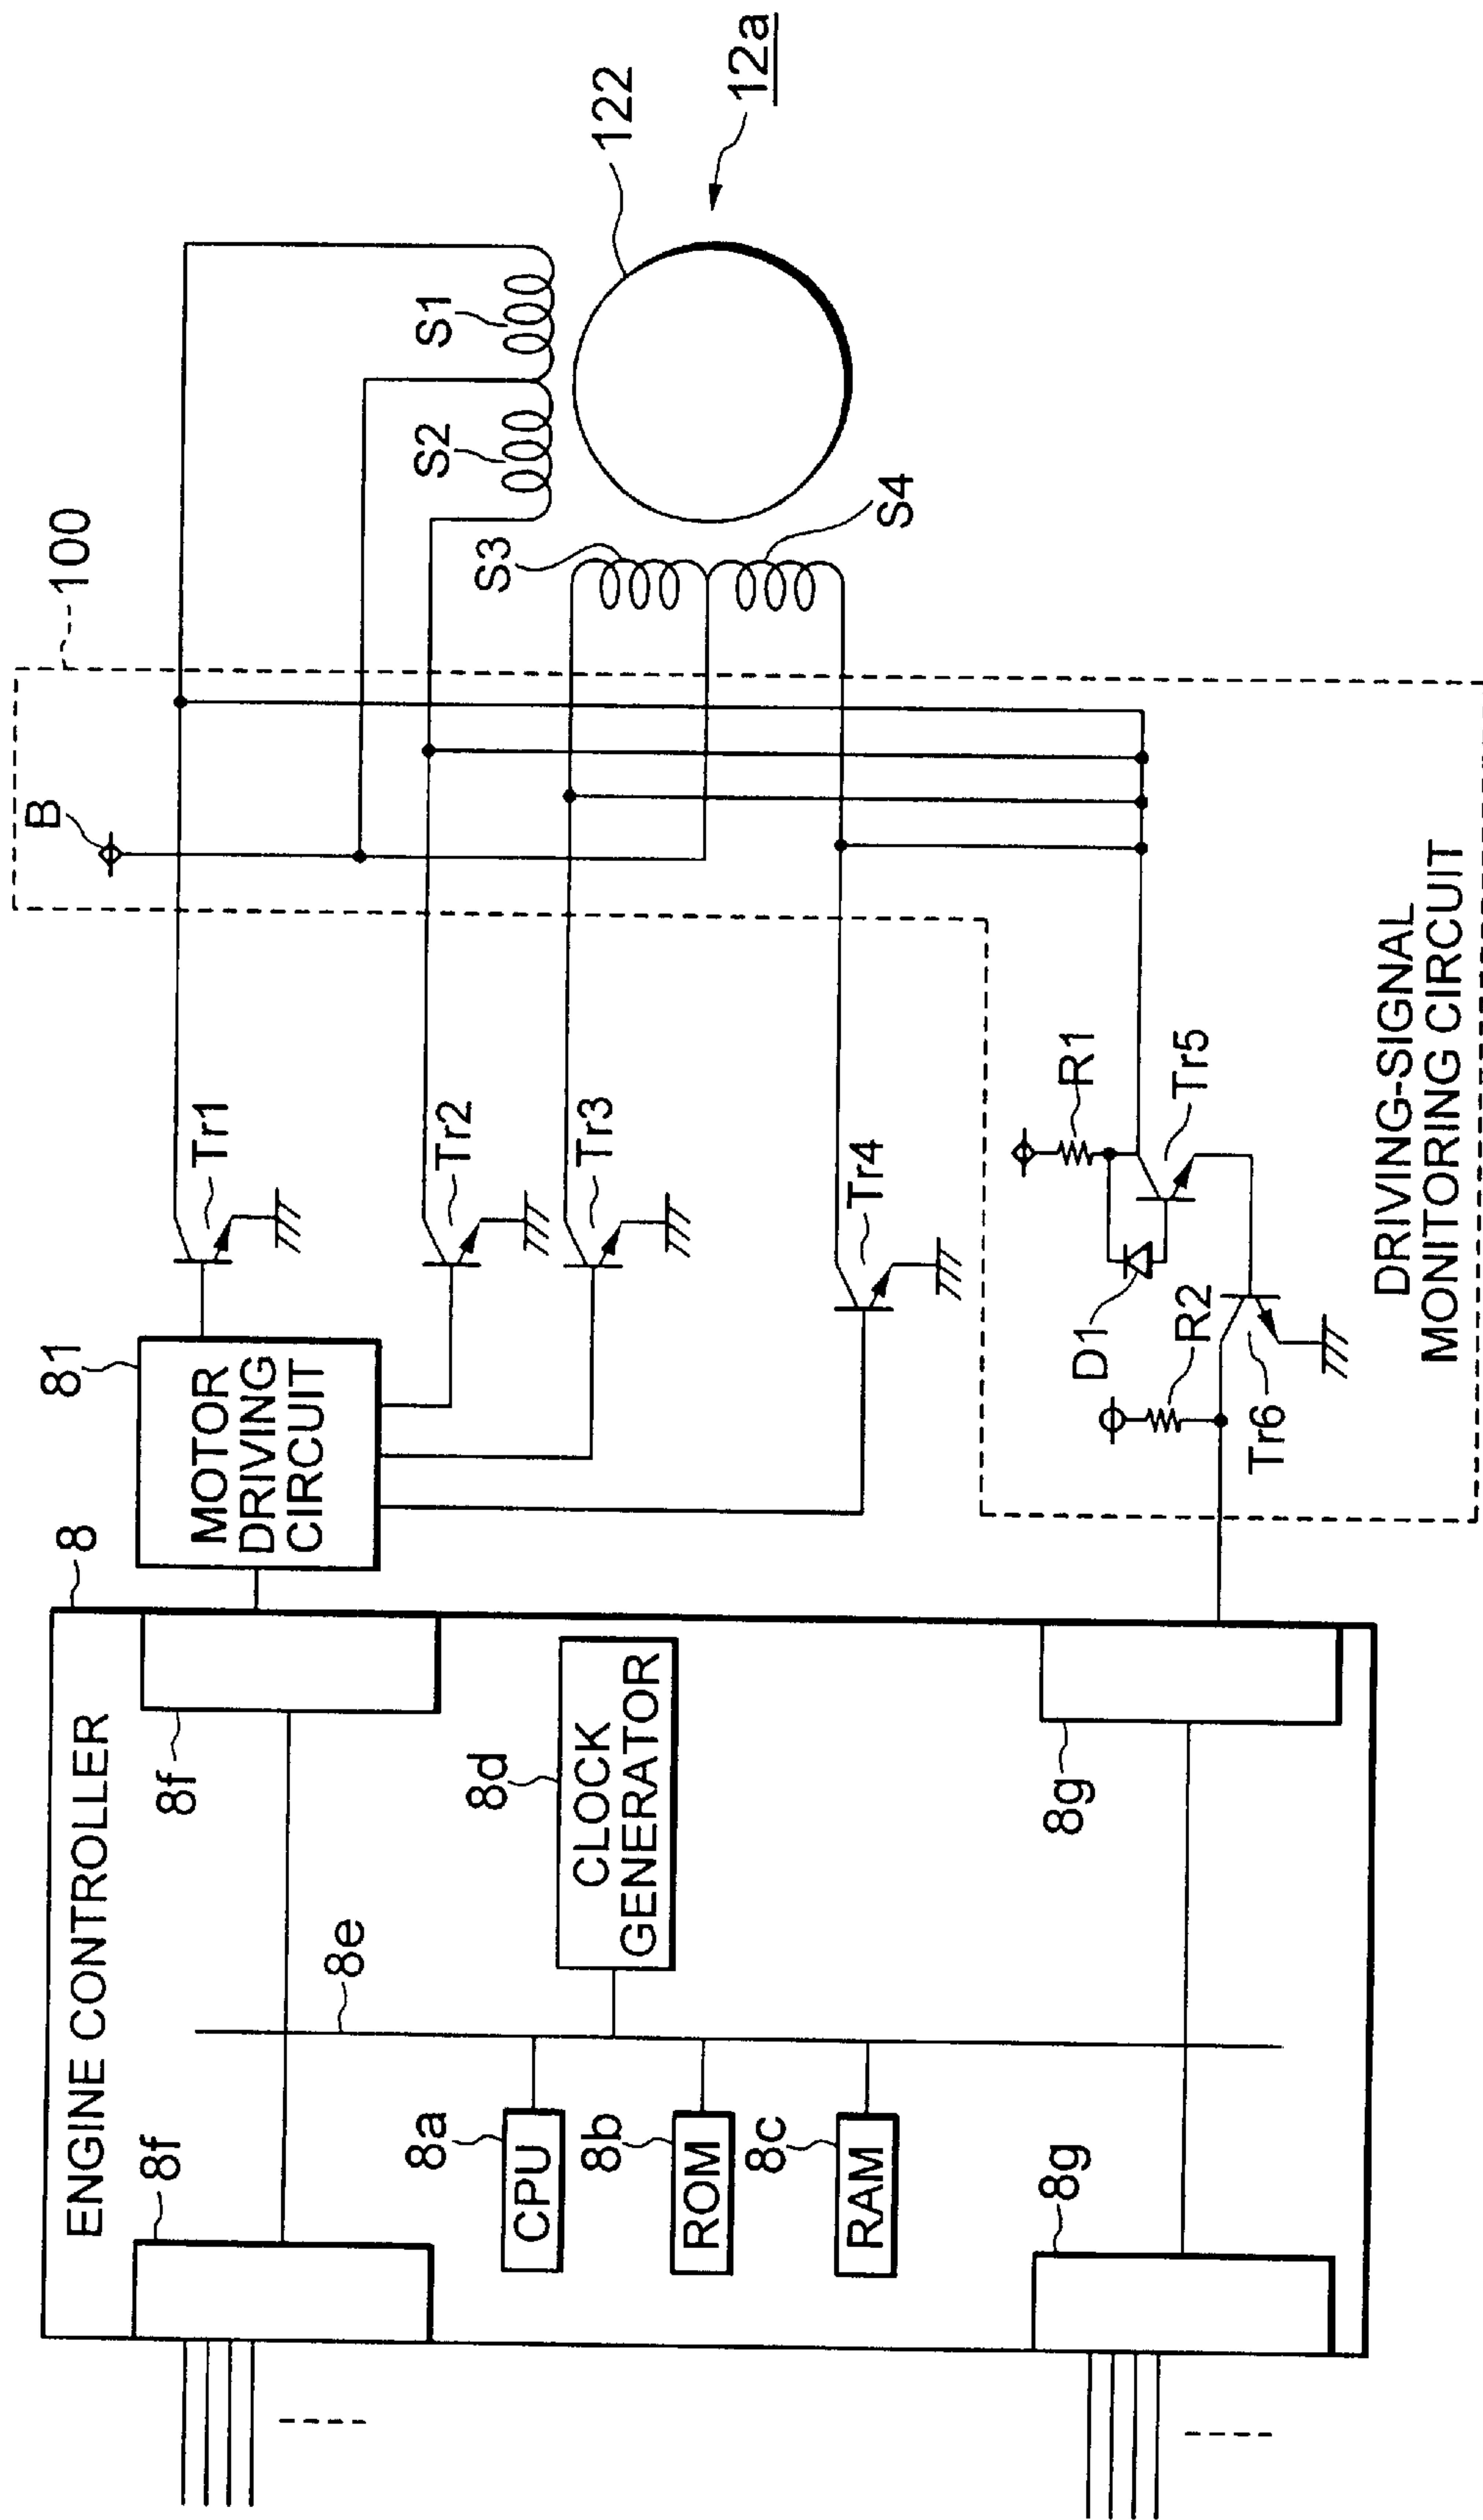 ENGINE CONTROLLER
8
8f
8f
8e
8a
CPU
8b
ROM
8c
RAM
8d
CLOCK
GENERATOR
8g
8g
81
MOTOR
DRIVING
CIRCUIT
Tr1
Tr2
Tr3
Tr4
B
100
S1
S2
S3
S4
122
12a
R1
Tr5
D1
R2
Tr6
DRIVING-SIGNAL
MONITORING CIRCUIT